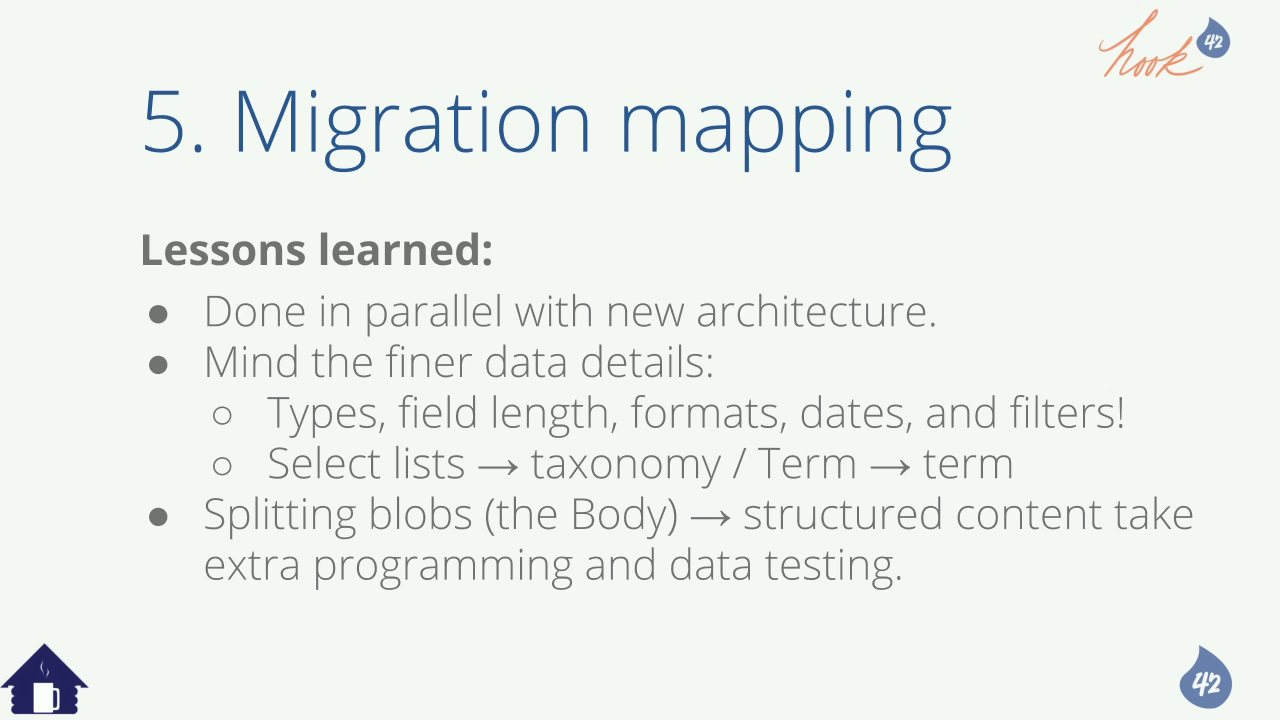 hook 42
5. Migration mapping
Lessons learned:
● Done in parallel with new architecture.
● Mind the finer data details:
○ Types, field length, formats, dates, and filters!
○ Select lists → taxonomy / Term → term
● Splitting blobs (the Body) → structured content take
extra programming and data testing.
42